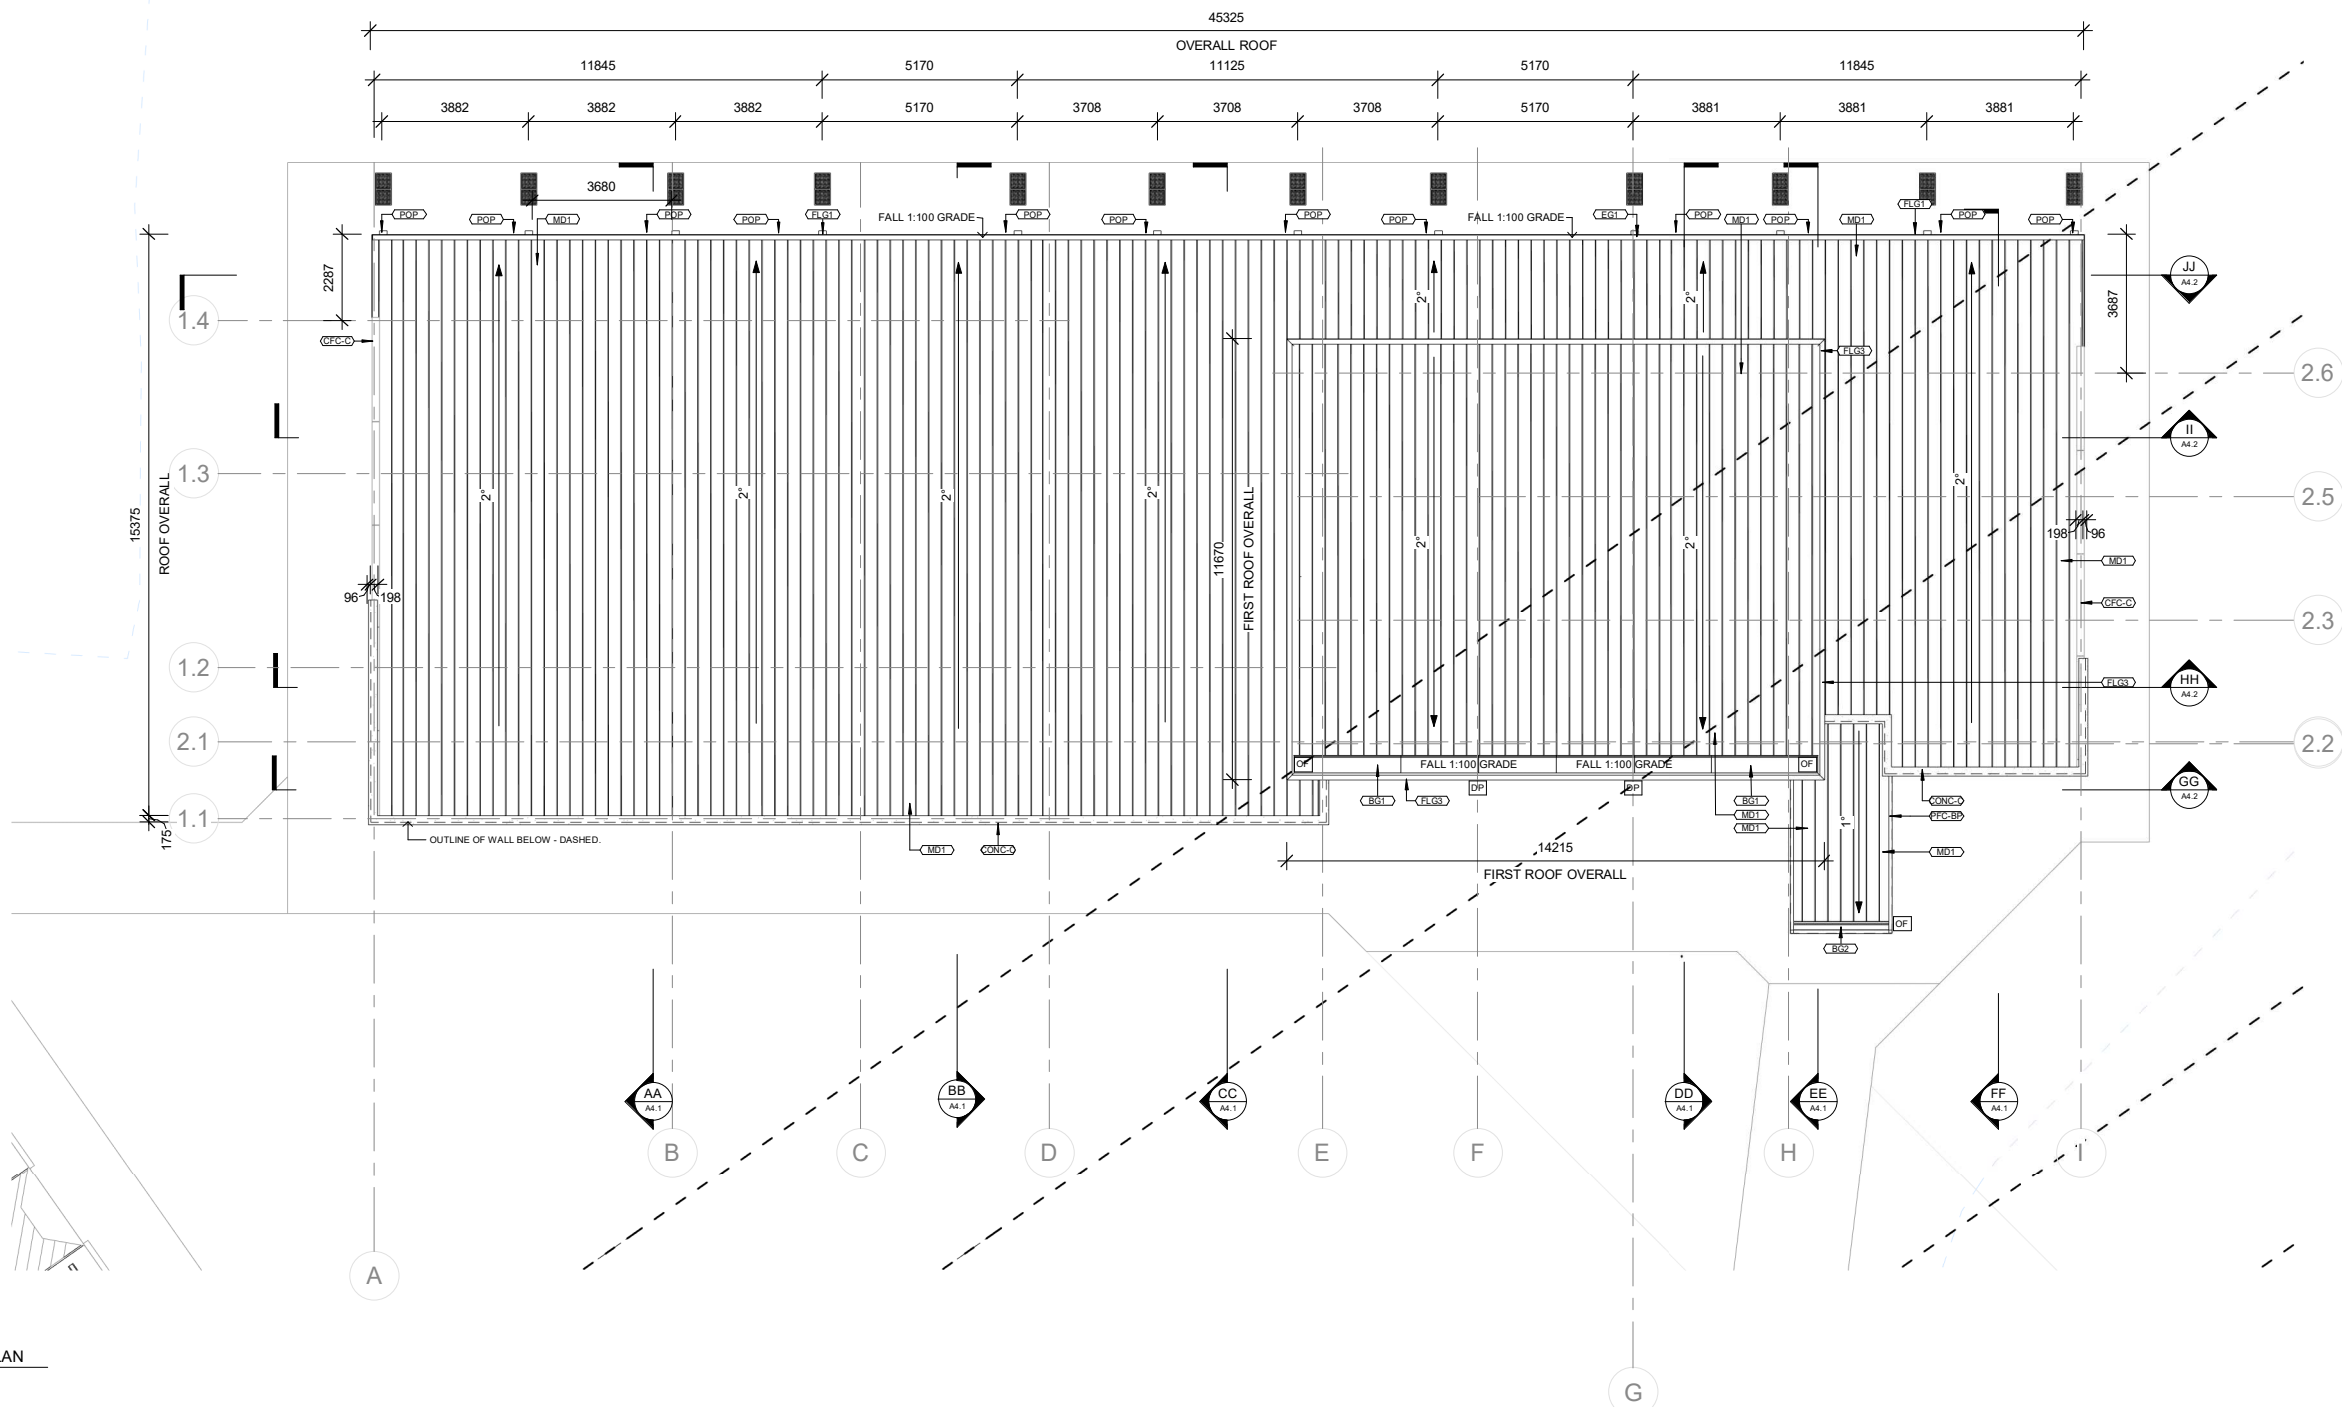 45325
OVERALL ROOF
11845 5170 11125 5170 11845
3882 3882 3882 5170 3708 3708 3708 5170 3881 3881 3881
3680
POP POP MD1 POP POP FLG1 FALL 1:100 GRADE POP POP POP POP FALL 1:100 GRADE EG1 POP MD1 POP MD1 FLG1 POP POP
2287
3687
JJ
A4.2
1.4
CFC-C
FLG3
2.6
II
A4.2
1.3
2° 2° 2° 2° 2° 2° 2° 2° 2°
2.5
15375
ROOF OVERALL
11670
FIRST ROOF OVERALL
198 96
MD1
96 198
CFC-C
2.3
1.2
FLG3
HH
A4.2
2.1
2.2
OF FALL 1:100 GRADE FALL 1:100 GRADE OF
BG1 FLG3 DP DP BG1
MD1
MD1
CONC-C
PFC-BP
MD1
GG
A4.2
1.1
175
OUTLINE OF WALL BELOW - DASHED.
MD1 CONC-C
1°
14215
FIRST ROOF OVERALL
OF
BG2
AA
A4.1
BB
A4.1
CC
A4.1
DD
A4.1
EE
A4.1
FF
A4.1
B C D E F H I
A
LAN
G